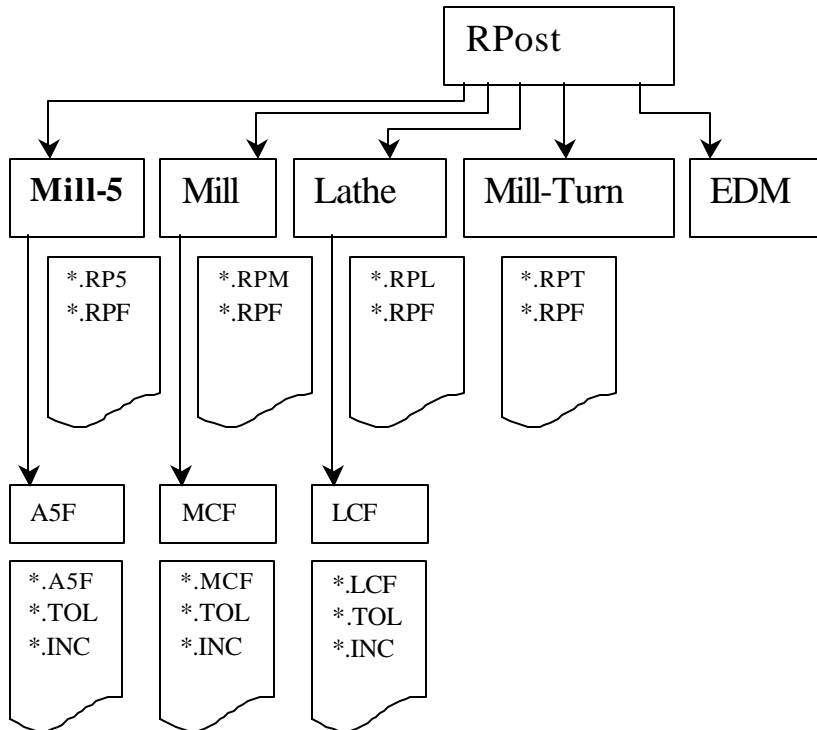 RPost
Mill-5
Mill
Lathe
Mill-Turn
EDM
*.RP5
*.RPF
*.RPM
*.RPF
*.RPL
*.RPF
*.RPT
*.RPF
A5F
MCF
LCF
*.A5F
*.TOL
*.INC
*.MCF
*.TOL
*.INC
*.LCF
*.TOL
*.INC